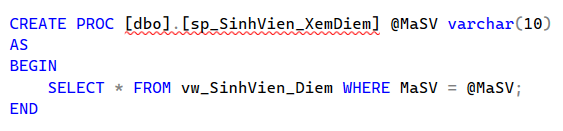 CREATE PROC [dbo].[sp_SinhVien_XemDiem] @MaSV varchar(10)
AS
BEGIN
    SELECT * FROM vw_SinhVien_Diem WHERE MaSV = @MaSV;
END